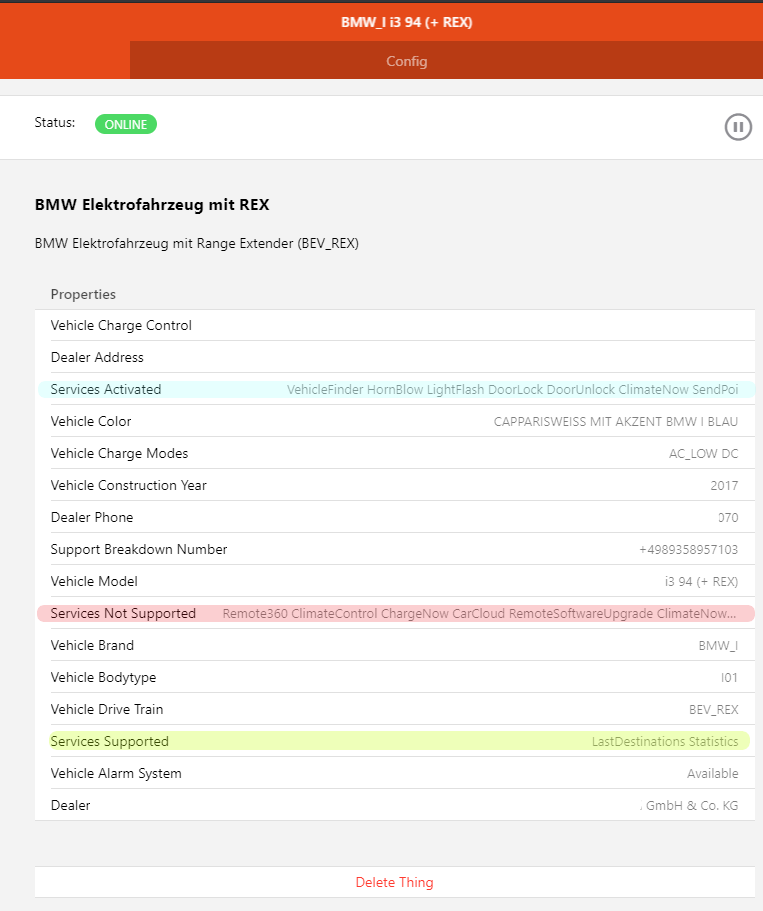 BMW_I i3 94 (+ REX)
Config
Status: ONLINE
BMW Elektrofahrzeug mit REX
BMW Elektrofahrzeug mit Range Extender (BEV_REX)
Properties
Vehicle Charge Control
Dealer Address
Services Activated VehicleFinder HornBlow LightFlash DoorLock DoorUnlock ClimateNow SendPoi
Vehicle Color CAPPARISWEISS MIT AKZENT BMW I BLAU
Vehicle Charge Modes AC_LOW DC
Vehicle Construction Year 2017
Dealer Phone 070
Support Breakdown Number +4989358957103
Vehicle Model i3 94 (+ REX)
Services Not Supported Remote360 ClimateControl ChargeNow CarCloud RemoteSoftwareUpgrade ClimateNow...
Vehicle Brand BMW_I
Vehicle Bodytype I01
Vehicle Drive Train BEV_REX
Services Supported LastDestinations Statistics
Vehicle Alarm System Available
Dealer GmbH & Co. KG
Delete Thing